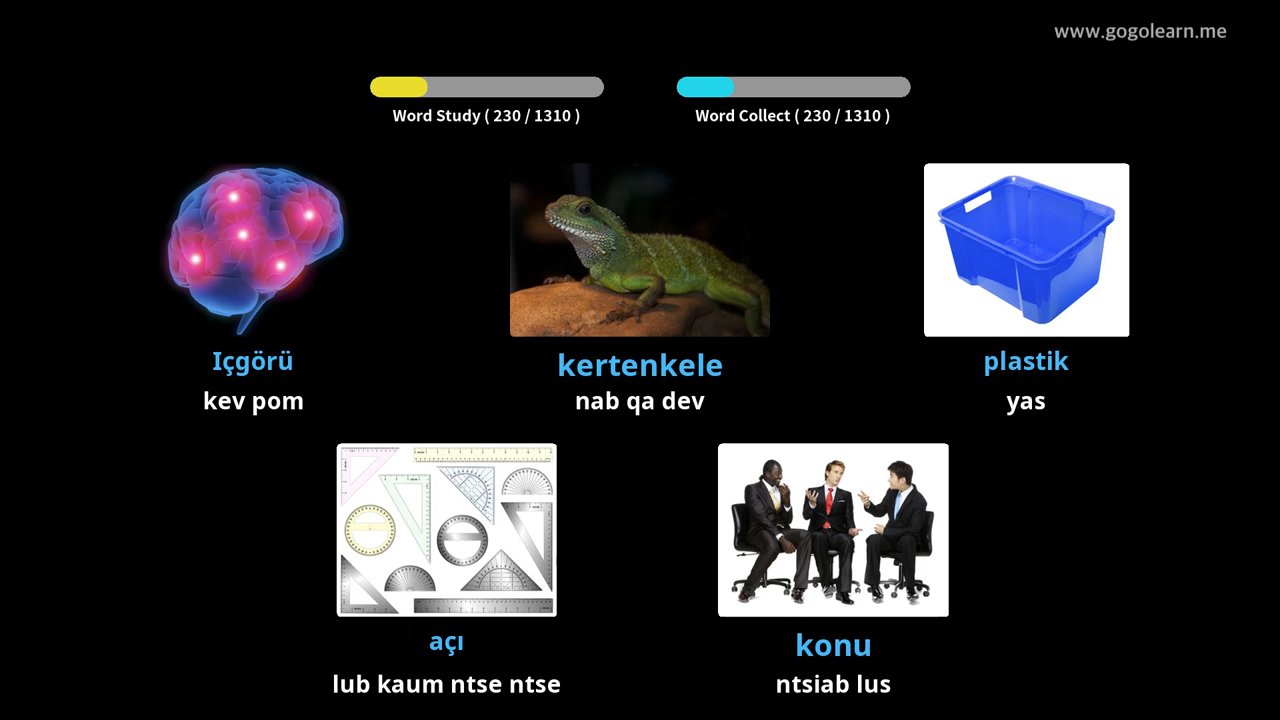 www.gogolearn.me
Word Study ( 230 / 1310 )
Word Collect ( 230 / 1310 )
Içgörü
kev pom
kertenkele
nab qa dev
plastik
yas
açı
lub kaum ntse ntse
konu
ntsiab lus